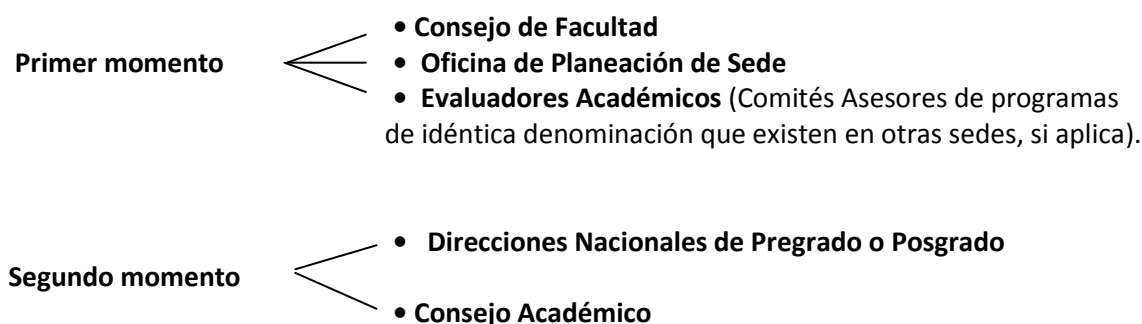 • Consejo de Facultad
Primer momento • Oficina de Planeación de Sede
• Evaluadores Académicos (Comités Asesores de programas
de idéntica denominación que existen en otras sedes, si aplica).
• Direcciones Nacionales de Pregrado o Posgrado
Segundo momento
• Consejo Académico